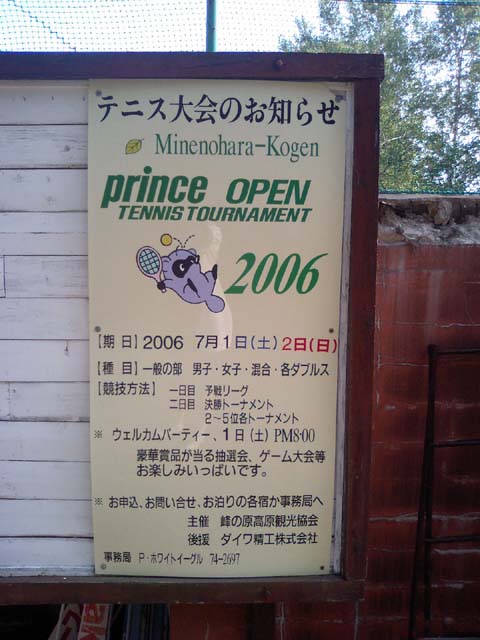 テニス大会のお知らせ
Minenohara-Kogen
prince OPEN
TENNIS TOURNAMENT
2006
【期 日】2006 7月1日(土) 2日(日)
【種 目】一般の部 男子・女子・混合・各ダブルス
【競技方法】 一日目 予戦リーグ
二日目 決勝トーナメント
2〜5位各トーナメント
※ ウェルカムパーティー、1日(土)PM8:00
豪華賞品が当る抽選会、ゲーム大会等
お楽しみいっぱいです。
※ お申込、お問い合せ、お泊りの各宿か事務局へ
主催 峰の原高原観光協会
後援 ダイワ精工株式会社
事務局 P・ホワイトイーグル 74-2697